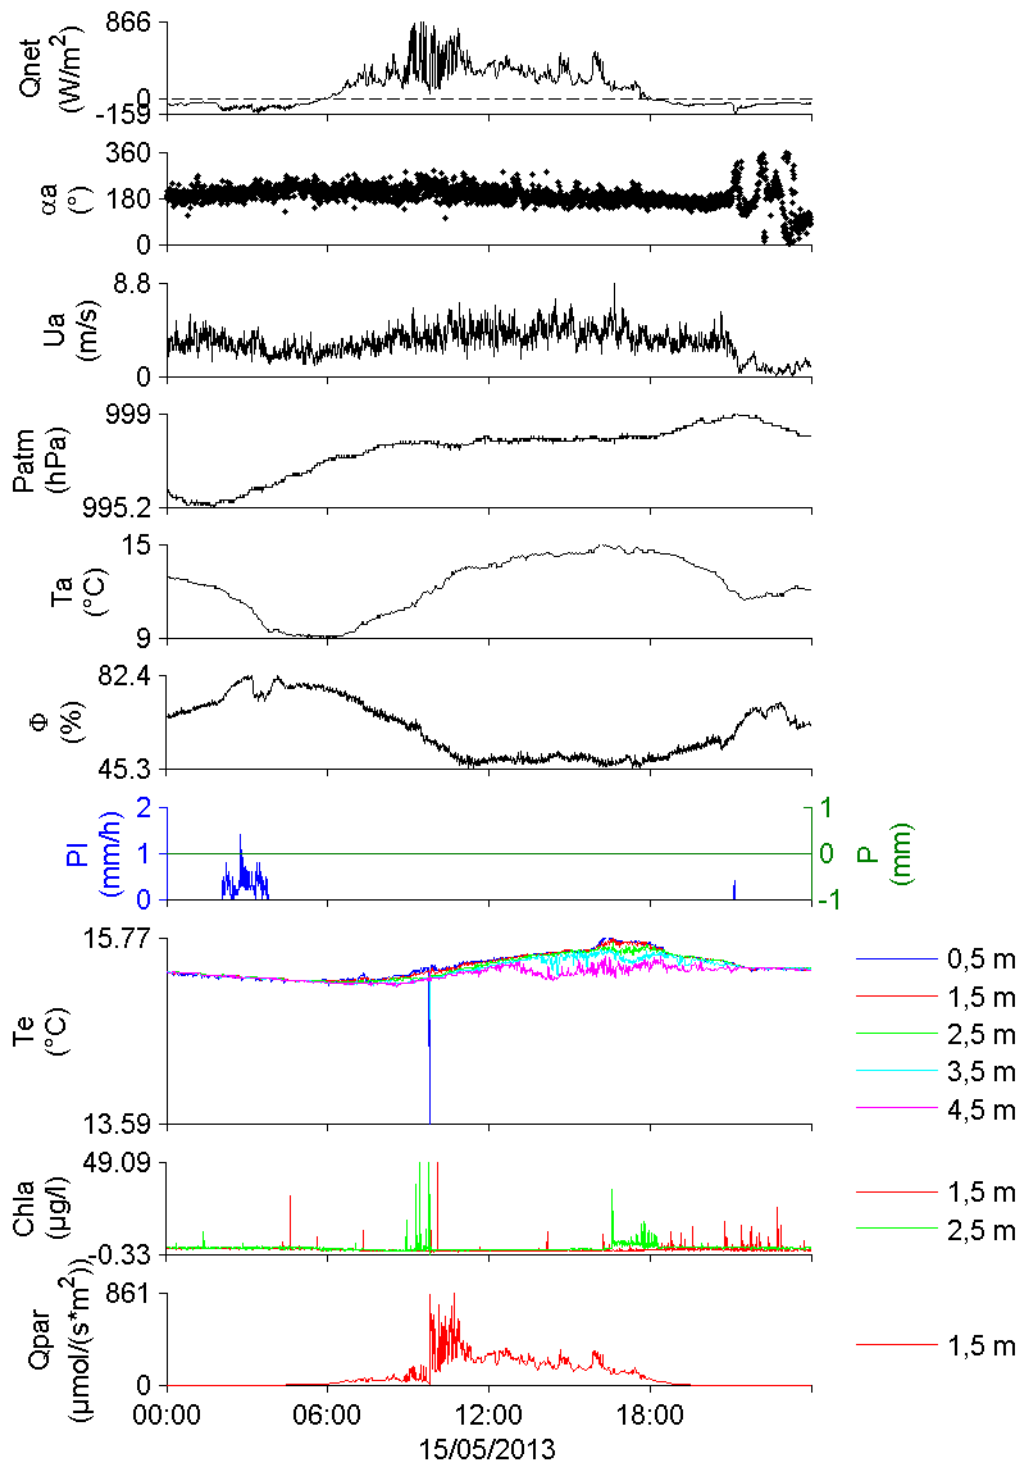 Qnet
(W/m²)
866
0
-159
αa
(°)
360
180
0
Ua
(m/s)
8.8
0
Patm
(hPa)
999
995.2
Ta
(°C)
15
9
Φ
(%)
82.4
45.3
PI
(mm/h)
2
1
0
1
0
-1
P
(mm)
Te
(°C)
15.77
13.59
0,5 m
1,5 m
2,5 m
3,5 m
4,5 m
Chla
(µg/l)
49.09
-0.33
1,5 m
2,5 m
Qpar
(µmol/(s*m²))
861
0
1,5 m
00:00 06:00 12:00 18:00
15/05/2013